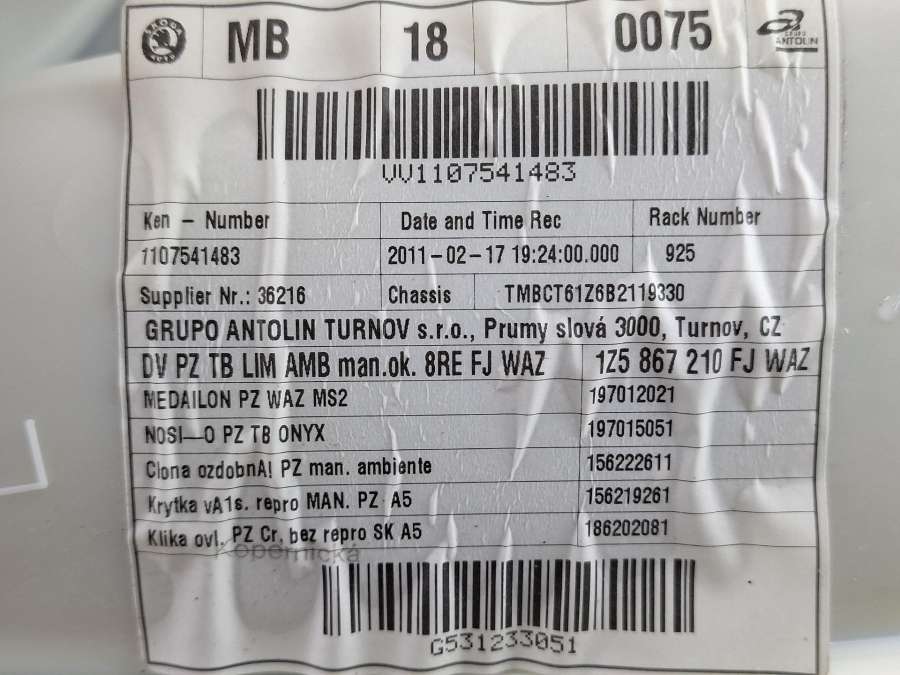 ŠKODA MB 18 0075 GRUPO ANTOLIN
VV1107541483
Ken - Number Date and Time Rec Rack Number
1107541483 2011-02-17 19:24:00.000 925
Supplier Nr.: 36216 Chassis TMBCT61Z6B2119330
GRUPO ANTOLIN TURNOV s.r.o., Prumy slová 3000, Turnov, CZ
DV PZ TB LIM AMB man.ok. 8RE FJ WAZ 1Z5 867 210 FJ WAZ
MEDAILON PZ WAZ MS2 197012021
NOSI—O PZ TB ONYX 197015051
Clona ozdobnA! PZ man. ambiente 156222611
Krytka vA1s. repro MAN. PZ A5 156219261
Klika ovl. PZ Cr, bez repro SK A5 186202081
Kopernická
G531233051